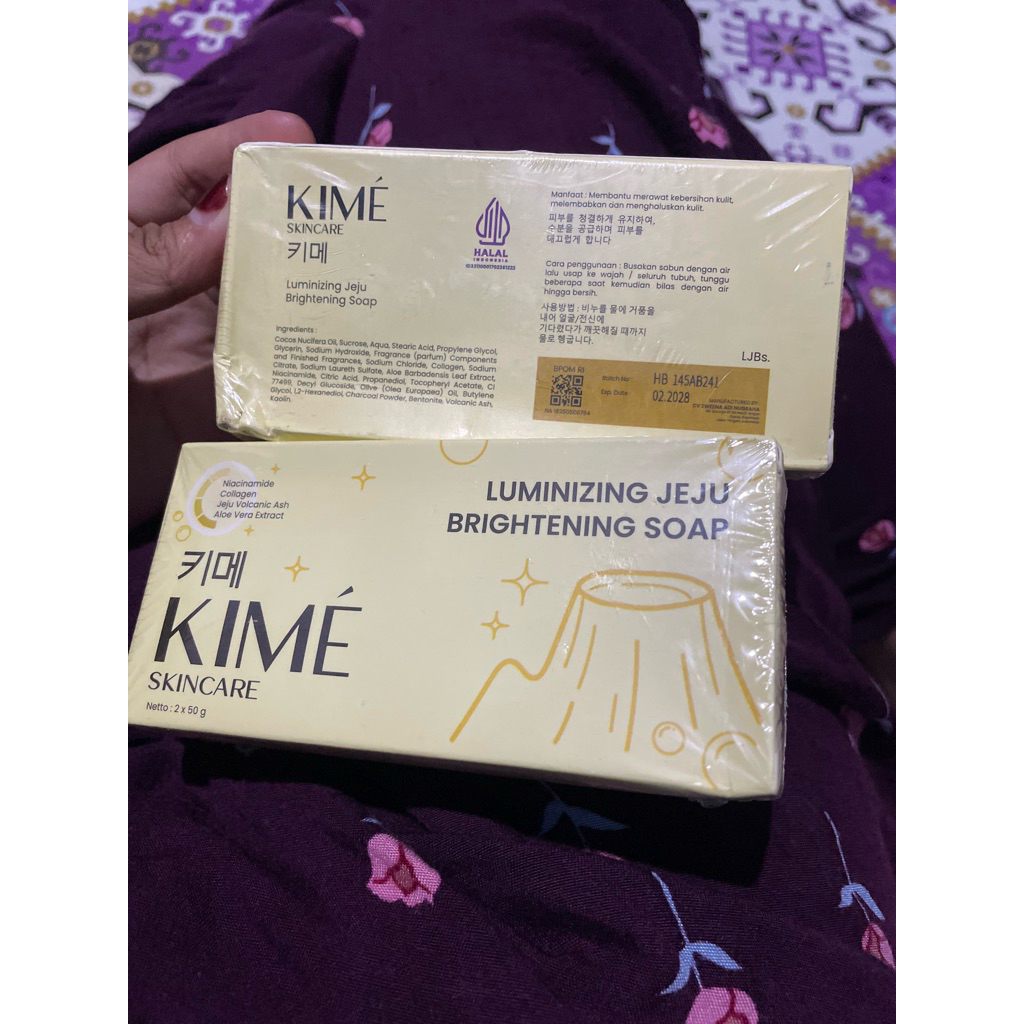 KIMÉ
SKINCARE
키메
Luminizing Jeju
Brightening Soap
Ingredients :
Cocos Nucifera Oil, Sucrose, Aqua, Stearic Acid, Propylene Glycol,
Glycerin, Sodium Hydroxide, Fragrance (parfum) Components
and Finished Fragrances, Sodium Chloride, Collagen, Sodium
Citrate, Sodium Laureth Sulfate, Aloe Barbadensis Leaf Extract,
Niacinamide, Citric Acid, Propanediol, Tocopheryl Acetate, CI
77499, Decyl Glucoside, Olive (Olea Europaea) Oil, Butylene
Glycol, 1,2-Hexanediol, Charcoal Powder, Bentonite, Volcanic Ash,
Kaolin.
HALAL
INDONESIA
Manfaat : Membantu merawat kebersihan kulit,
melembabkan dan menghaluskan kulit.
피부를 청결하게 유지하며,
수분을 공급하며 피부를
매끄럽게 합니다
Cara penggunaan : Busakan sabun dengan air
lalu usap ke wajah / seluruh tubuh, tunggu
beberapa saat kemudian bilas dengan air
hingga bersih.
사용방법 : 비누를 물에 거품을
내어 얼굴/전신에
기다렸다가 깨끗해질 때까지
물로 헹굽니다.
LJBs.
BPOM RI
Batch No :
HB 145AB241
Exp. Date :
02.2028
MANUFACTURED BY:
Niacinamide
Collagen
Jeju Volcanic Ash
Aloe Vera Extract
키메
KIMÉ
SKINCARE
Netto : 2 x 50 g
LUMINIZING JEJU
BRIGHTENING SOAP